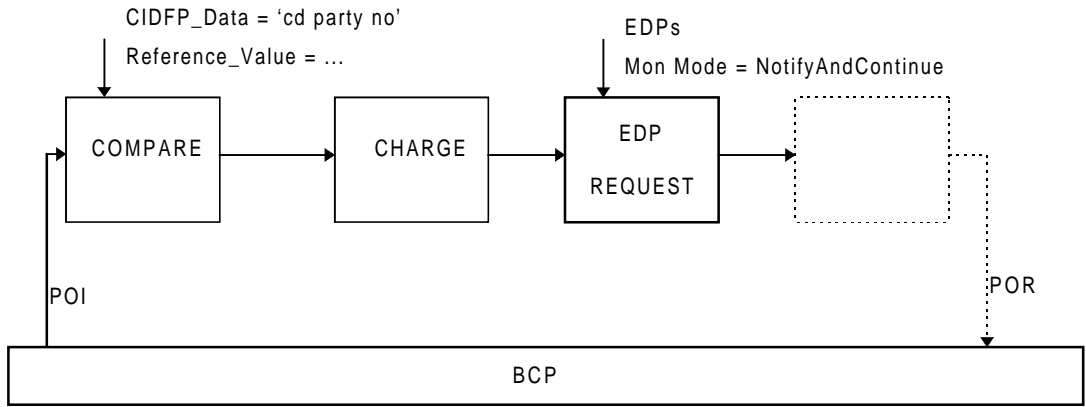 CIDFP_Data = ‘cd party no’
Reference_Value = ...
EDPs
Mon Mode = NotifyAndContinue
COMPARE
CHARGE
EDP
REQUEST
POI
POR
BCP